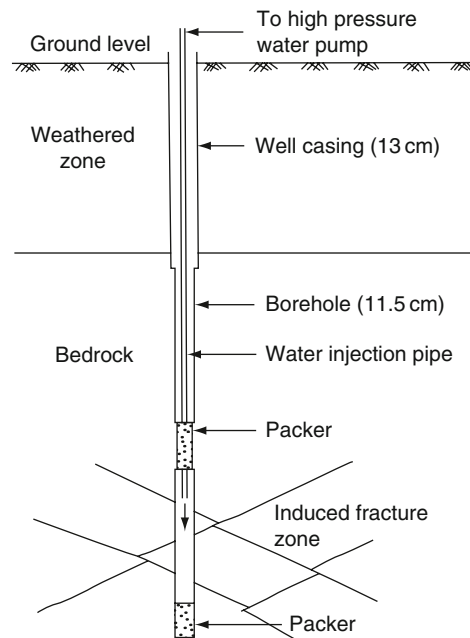 To high pressure
water pump
Ground level
Weathered
zone
Well casing (13 cm)
Borehole (11.5 cm)
Bedrock
Water injection pipe
Packer
Induced fracture
zone
Packer